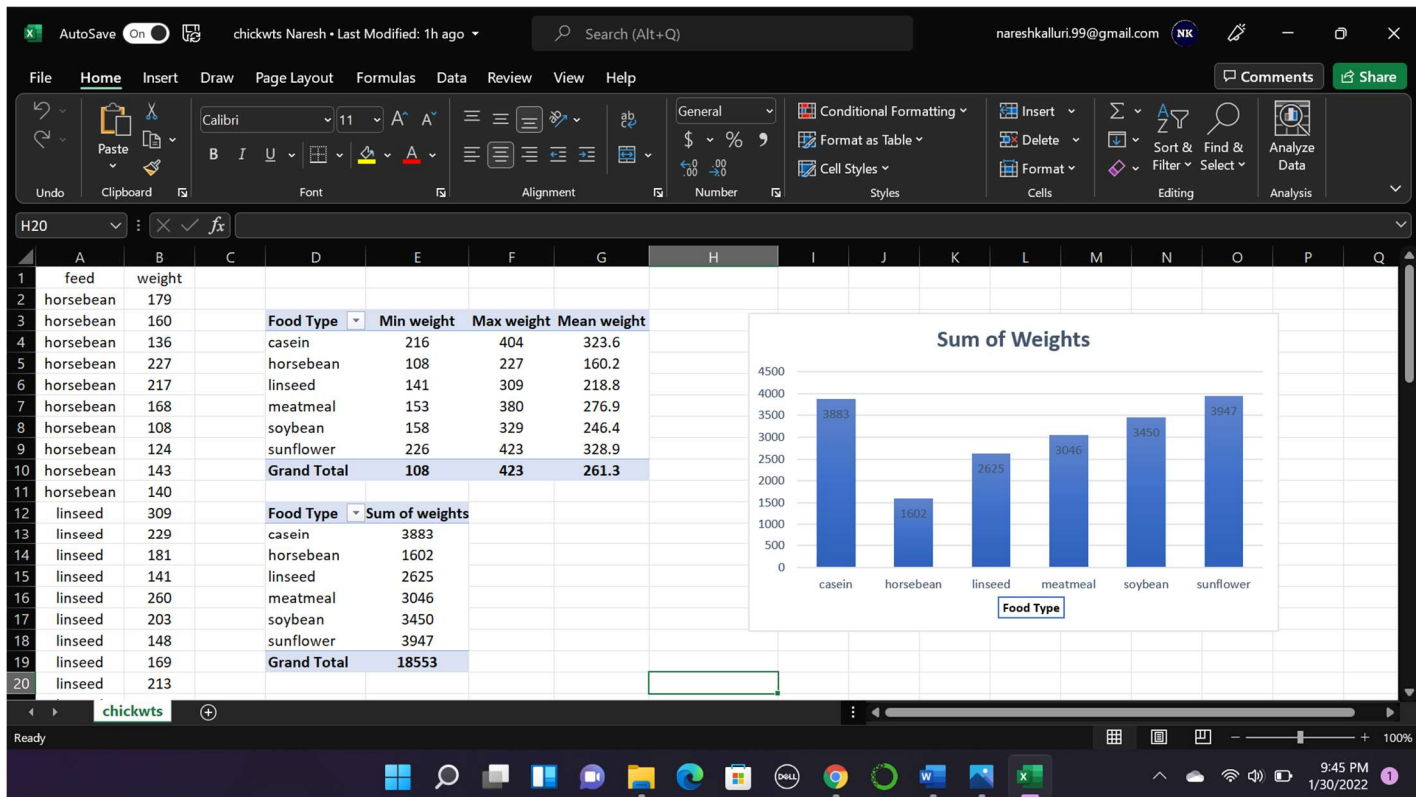 AutoSave On chickwts Naresh • Last Modified: 1h ago Search (Alt+Q) nareshkalluri.99@gmail.com NK
File Home Insert Draw Page Layout Formulas Data Review View Help Comments Share
Calibri 11 A^ A˅ ab General Conditional Formatting Insert Σ A Z
Paste $ % , Format as Table Delete Sort & Find & Analyze
B I U A .00 .00 Cell Styles Format Filter Select Data
Undo Clipboard Font Alignment Number Styles Cells Editing Analysis
H20 fx
A B C D E F G H I J K L M N O P Q
1 feed weight
2 horsebean 179
3 horsebean 160 Food Type Min weight Max weight Mean weight
4 horsebean 136 casein 216 404 323.6
5 horsebean 227 horsebean 108 227 160.2
6 horsebean 217 linseed 141 309 218.8
7 horsebean 168 meatmeal 153 380 276.9
8 horsebean 108 soybean 158 329 246.4
9 horsebean 124 sunflower 226 423 328.9
10 horsebean 143 Grand Total 108 423 261.3
11 horsebean 140
12 linseed 309 Food Type Sum of weights
13 linseed 229 casein 3883
14 linseed 181 horsebean 1602
15 linseed 141 linseed 2625
16 linseed 260 meatmeal 3046
17 linseed 203 soybean 3450
18 linseed 148 sunflower 3947
19 linseed 169 Grand Total 18553
20 linseed 213
Sum of Weights
4500
4000
3500
3000
2500
2000
1500
1000
500
0
3883 1602 2625 3046 3450 3947
casein horsebean linseed meatmeal soybean sunflower
Food Type
chickwts
Ready 100%
DELL W X 9:45 PM 1
1/30/2022